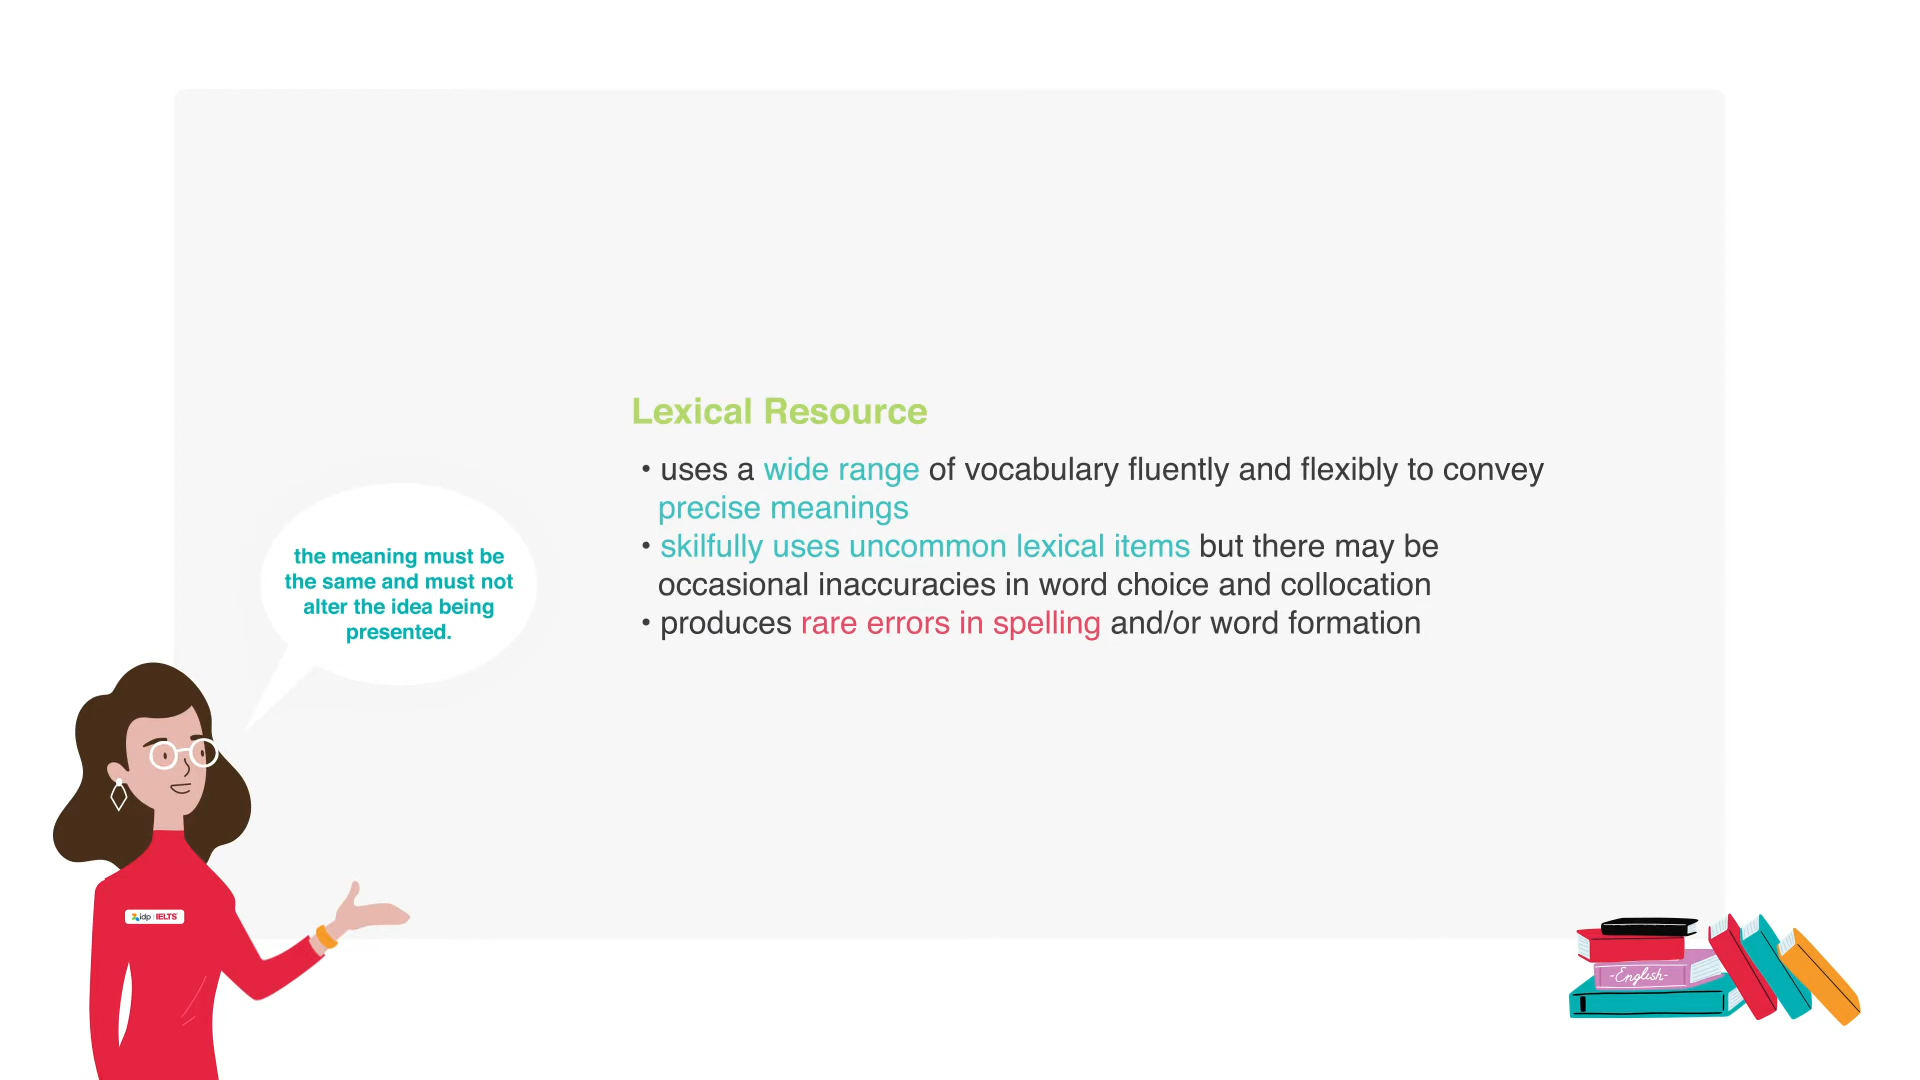 Lexical Resource
• uses a wide range of vocabulary fluently and flexibly to convey
precise meanings
• skilfully uses uncommon lexical items but there may be
occasional inaccuracies in word choice and collocation
• produces rare errors in spelling and/or word formation
the meaning must be
the same and must not
alter the idea being
presented.
idp IELTS
-English-